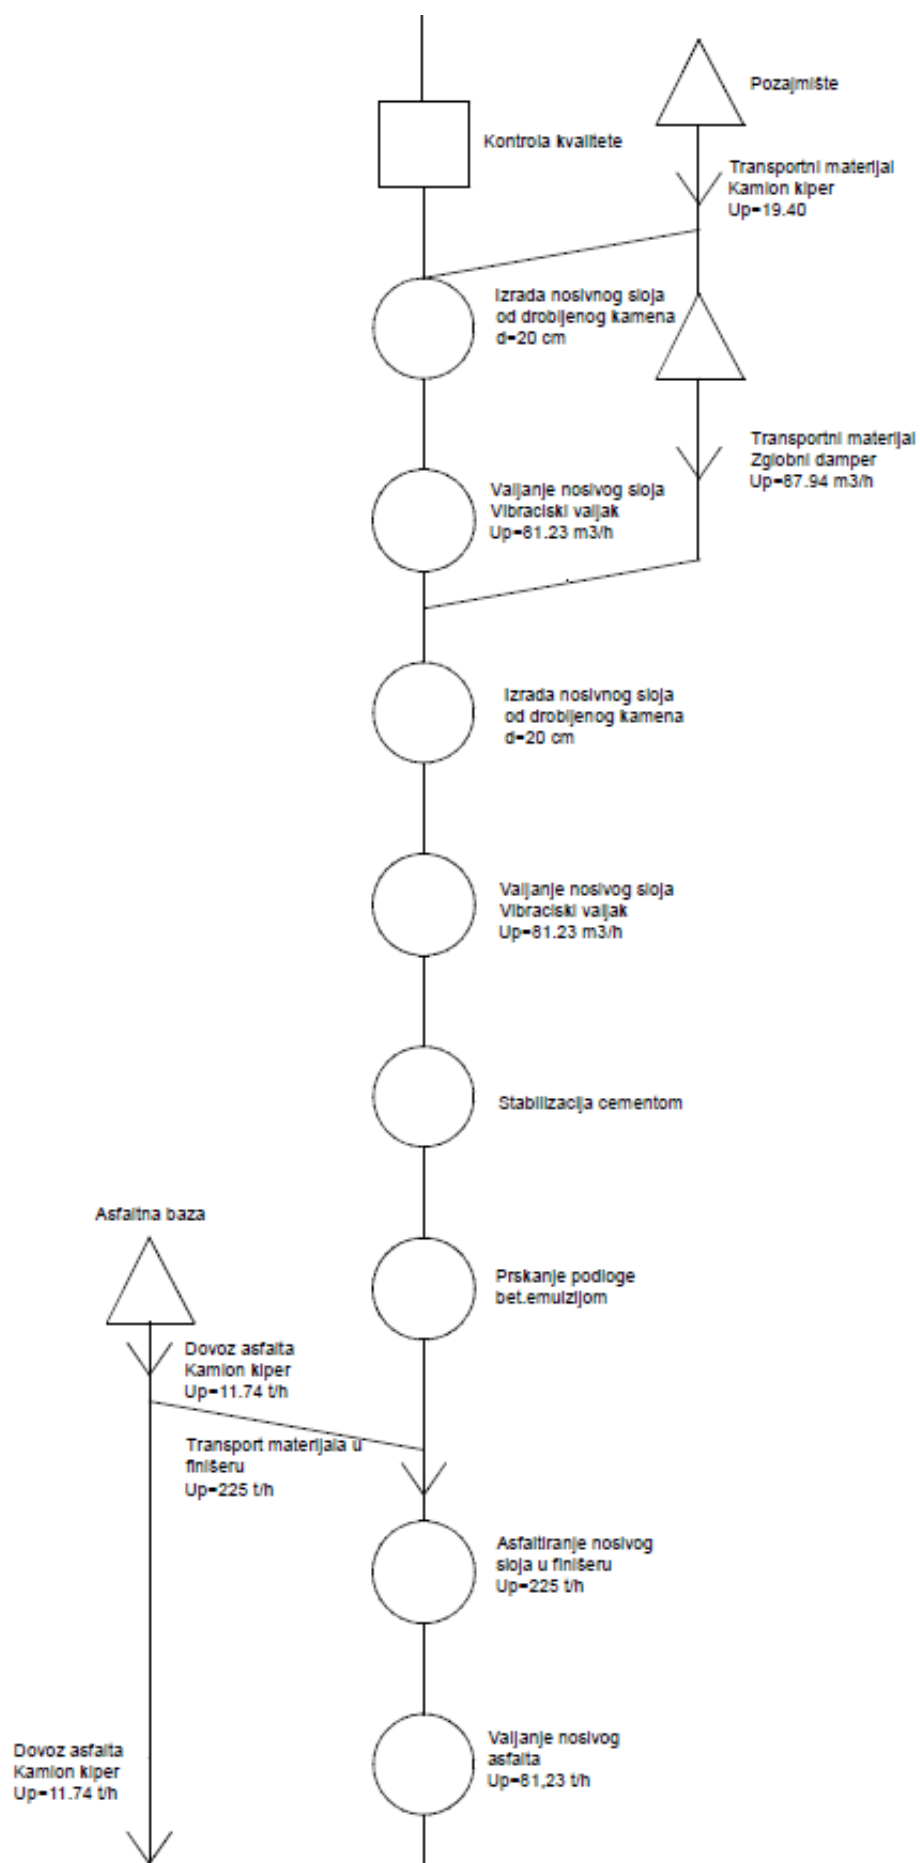 Pozajmište
Kontrola kvalitete
Transportni materijal
Kamion kiper
Up=19.40
Izrada nosivnog sloja
od drobljenog kamena
d=20 cm
Transportni materijal
Zglobni damper
Up=87.94 m3/h
Valjanje nosivog sloja
Vibraciski valjak
Up=81.23 m3/h
Izrada nosivnog sloja
od drobljenog kamena
d=20 cm
Valjanje nosivog sloja
Vibraciski valjak
Up=81.23 m3/h
Stabilizacija cementom
Asfaltna baza
Prskanje podloge
bet.emulzijom
Dovoz asfalta
Kamion kiper
Up=11.74 t/h
Transport materijala u
finišeru
Up=225 t/h
Asfaltiranje nosivog
sloja u finišeru
Up=225 t/h
Valjanje nosivog
asfalta
Up=81,23 t/h
Dovoz asfalta
Kamion kiper
Up=11.74 t/h